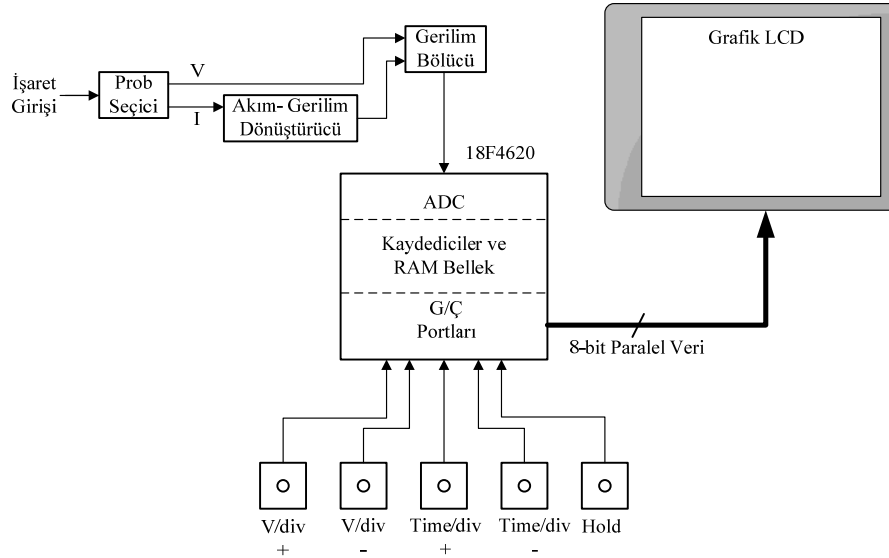 Gerilim
Bölücü
Grafik LCD
V
İşaret
Girişi
Prob
Seçici
I
Akım- Gerilim
Dönüştürücü
18F4620
ADC
Kaydediciler ve
RAM Bellek
G/Ç
Portları
8-bit Paralel Veri
V/div
+
V/div
-
Time/div
+
Time/div
-
Hold